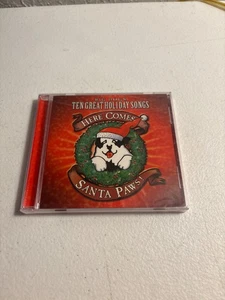 TEN GREAT HOLIDAY SONGS
HERE COMES
SANTA PAWS!